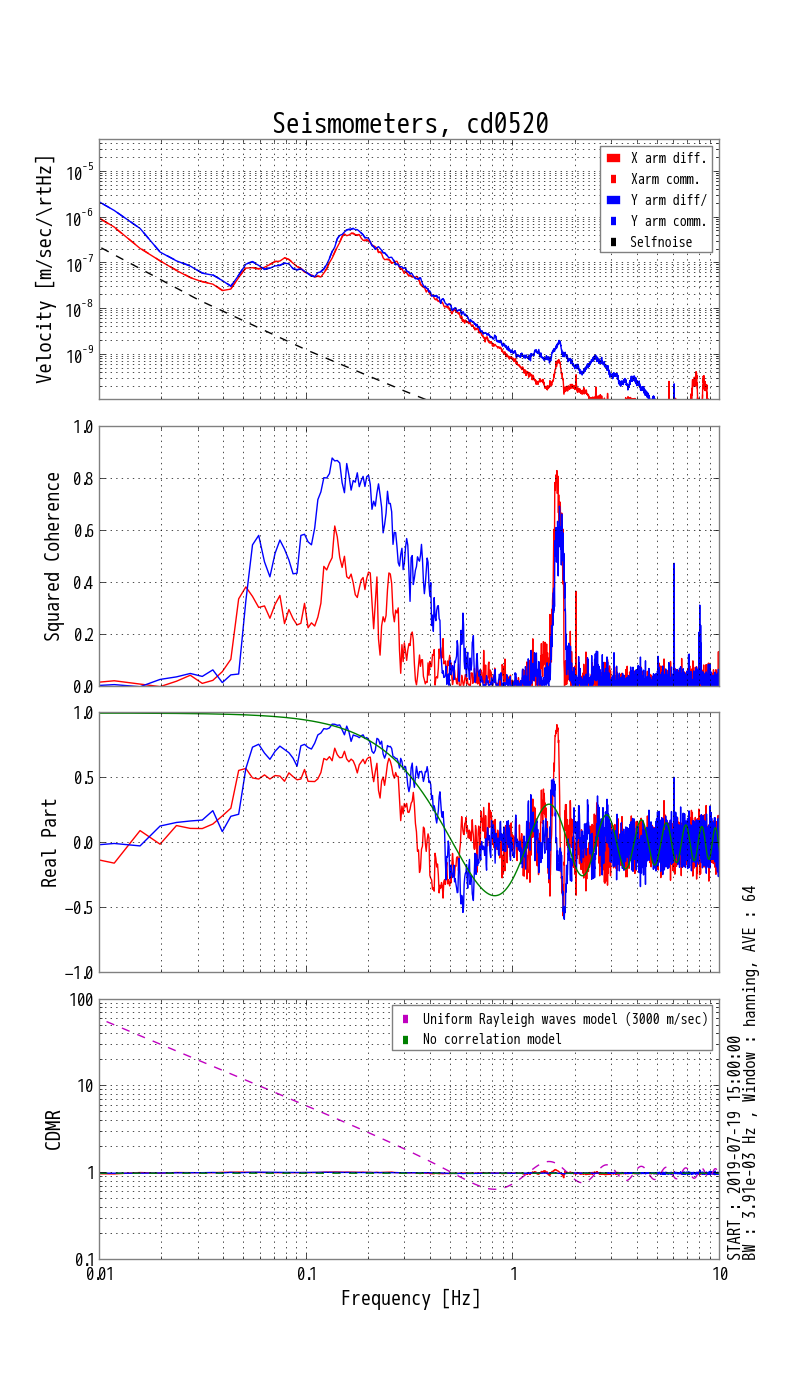 Seismometers, cd0520
Velocity [m/sec/\rtHz]
10^-5
10^-6
10^-7
10^-8
10^-9
X arm diff.
Xarm comm.
Y arm diff/
Y arm comm.
Selfnoise
Squared Coherence
1.0
0.8
0.6
0.4
0.2
0.0
Real Part
1.0
0.5
0.0
−0.5
−1.0
CDMR
100
10
1
0.1
Uniform Rayleigh waves model (3000 m/sec)
No correlation model
0.01
0.1
1
10
Frequency [Hz]
START : 2019-07-19 15:00:00
BW : 3.91e-03 Hz , Window : hanning, AVE : 64